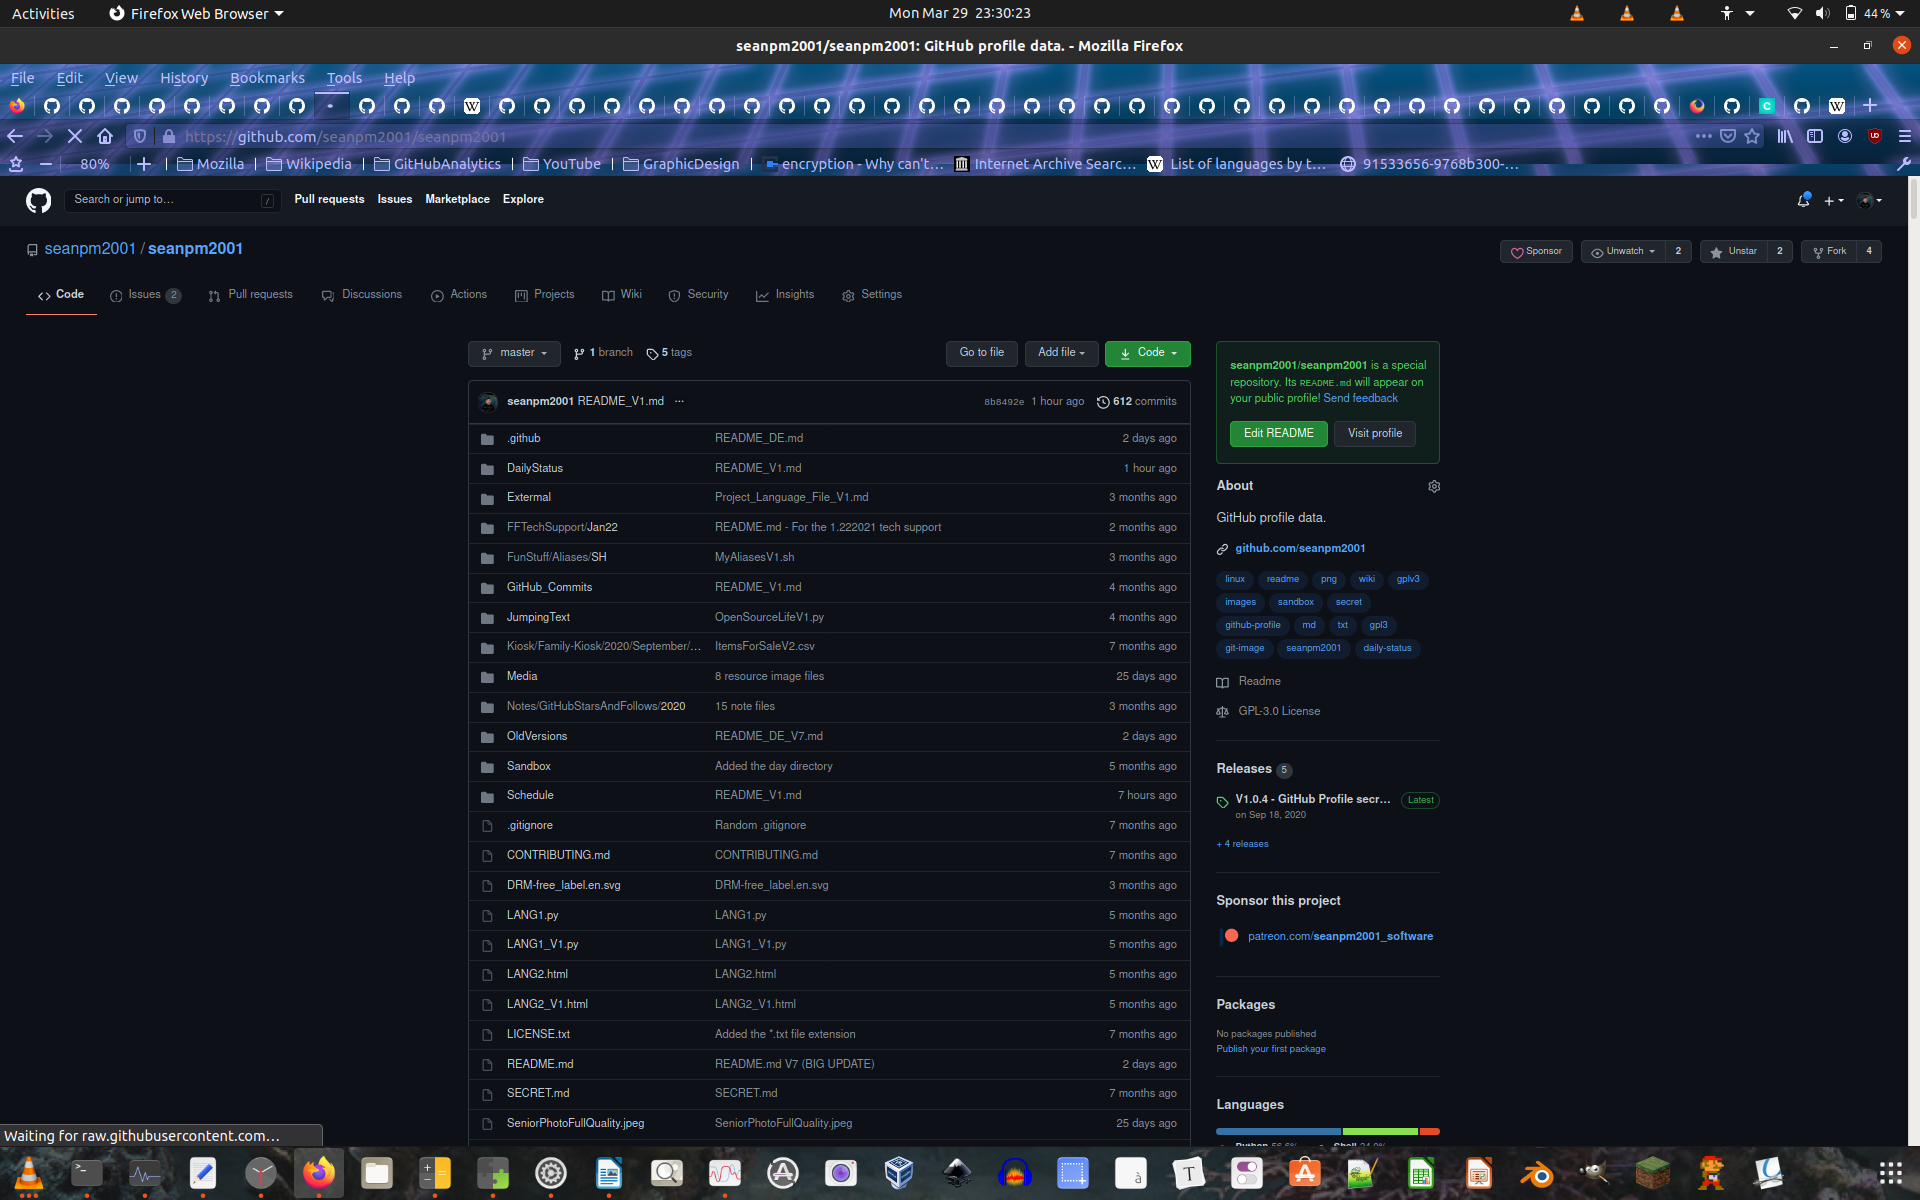 Activities Firefox Web Browser Mon Mar 29 23:30:23 44 %
seanpm2001/seanpm2001: GitHub profile data. - Mozilla Firefox
File Edit View History Bookmarks Tools Help
https://github.com/seanpm2001/seanpm2001
80% Mozilla Wikipedia GitHubAnalytics YouTube GraphicDesign encryption - Why can't… Internet Archive Searc… List of languages by t… 91533656-9768b300-…
Search or jump to… / Pull requests Issues Marketplace Explore
seanpm2001 / seanpm2001 Sponsor Unwatch 2 Unstar 2 Fork 4
Code Issues 2 Pull requests Discussions Actions Projects Wiki Security Insights Settings
master 1 branch 5 tags Go to file Add file Code
seanpm2001 README_V1.md ... 8b8492e 1 hour ago 612 commits
.github README_DE.md 2 days ago
DailyStatus README_V1.md 1 hour ago
Extermal Project_Language_File_V1.md 3 months ago
FFTechSupport/Jan22 README.md - For the 1.222021 tech support 2 months ago
FunStuff/Aliases/SH MyAliasesV1.sh 3 months ago
GitHub_Commits README_V1.md 4 months ago
JumpingText OpenSourceLifeV1.py 4 months ago
Kiosk/Family-Kiosk/2020/September/… ItemsForSaleV2.csv 7 months ago
Media 8 resource image files 25 days ago
Notes/GitHubStarsAndFollows/2020 15 note files 3 months ago
OldVersions README_DE_V7.md 2 days ago
Sandbox Added the day directory 5 months ago
Schedule README_V1.md 7 hours ago
.gitignore Random .gitignore 7 months ago
CONTRIBUTING.md CONTRIBUTING.md 7 months ago
DRM-free_label.en.svg DRM-free_label.en.svg 3 months ago
LANG1.py LANG1.py 5 months ago
LANG1_V1.py LANG1_V1.py 5 months ago
LANG2.html LANG2.html 5 months ago
LANG2_V1.html LANG2_V1.html 5 months ago
LICENSE.txt Added the *.txt file extension 7 months ago
README.md README.md V7 (BIG UPDATE) 2 days ago
SECRET.md SECRET.md 7 months ago
SeniorPhotoFullQuality.jpeg SeniorPhotoFullQuality.jpeg 25 days ago
seanpm2001/seanpm2001 is a special
repository. Its README.md will appear on
your public profile! Send feedback
Edit README Visit profile
About
GitHub profile data.
github.com/seanpm2001
linux readme png wiki gplv3
images sandbox secret
github-profile md txt gpl3
git-image seanpm2001 daily-status
Readme
GPL-3.0 License
Releases 5
V1.0.4 - GitHub Profile secr... Latest
on Sep 18, 2020
+ 4 releases
Sponsor this project
patreon.com/seanpm2001_software
Packages
No packages published
Publish your first package
Languages
Python 56.6% Shell 34.0%
Waiting for raw.githubusercontent.com…